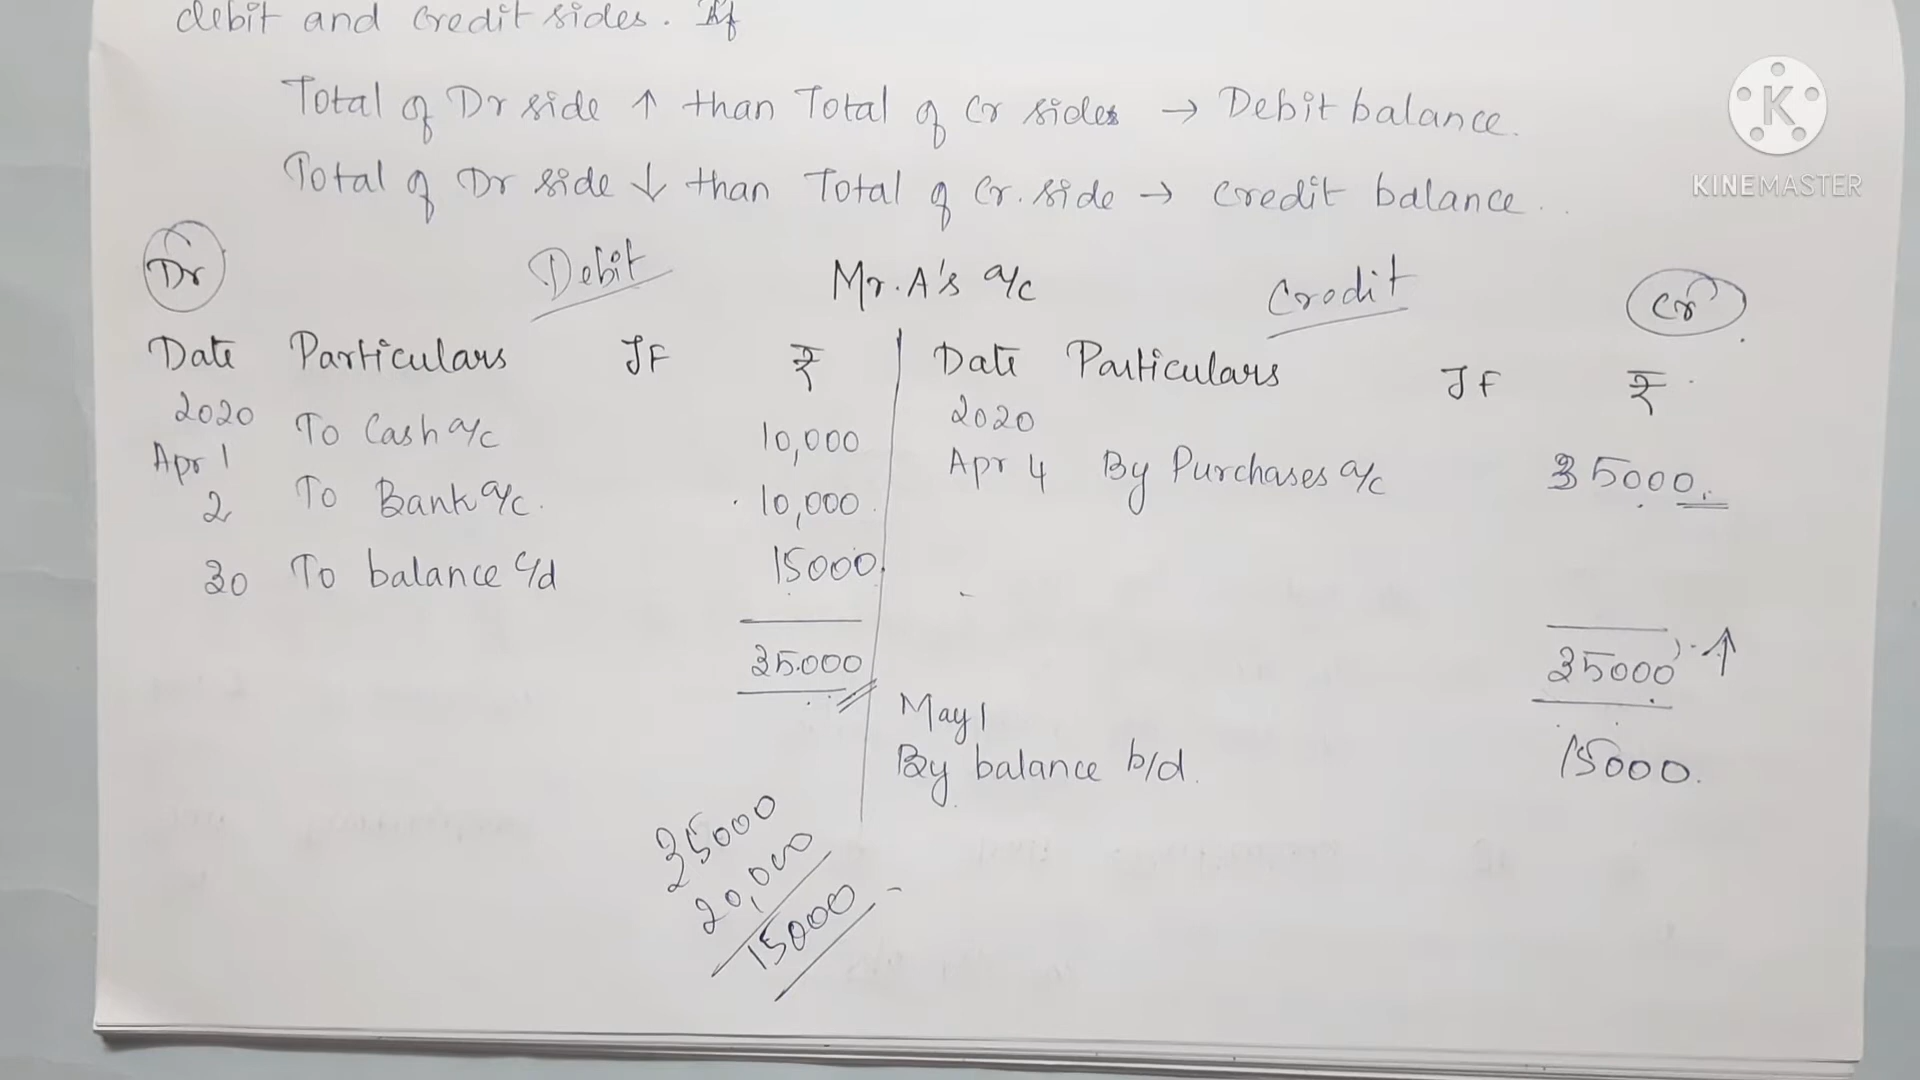 debit and credit sides. If
Total of Dr side ↑ than Total of Cr sides → Debit balance.
Total of Dr side ↓ than Total of Cr. side → credit balance..
K
KINEMASTER
Dr Debit Mr. A's a/c Credit Cr
Date Particulars JF ₹ Date Particulars JF ₹
2020 To Cash a/c 10,000 2020
Apr 1 Apr 4 By Purchases a/c 35000.
2 To Bank a/c. 10,000
30 To balance c/d 15000
35000 35000 ↑
May 1
By balance b/d. 15000.
35000
20,000
15000